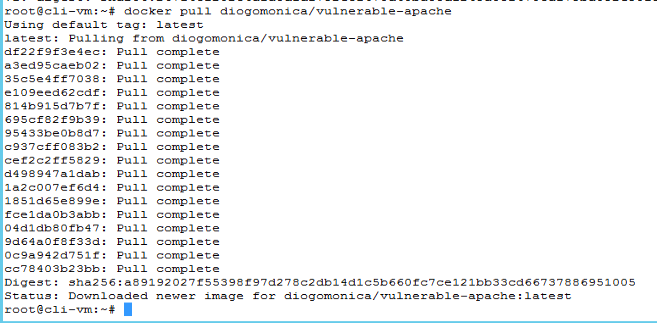 root@cli-vm:~# docker pull diogomonica/vulnerable-apache
Using default tag: latest
latest: Pulling from diogomonica/vulnerable-apache
df22f9f3e4ec: Pull complete
a3ed95caeb02: Pull complete
35c5e4ff7038: Pull complete
e109eed62cdf: Pull complete
814b915d7b7f: Pull complete
695cf82f9b39: Pull complete
95433be0b8d7: Pull complete
c937cff083b2: Pull complete
cef2c2ff5829: Pull complete
d498947a1dab: Pull complete
1a2c007ef6d4: Pull complete
1851d65e899e: Pull complete
fce1da0b3abb: Pull complete
04d1db80fb47: Pull complete
9d64a0f8f33d: Pull complete
0c9a942d751f: Pull complete
cc78403b23bb: Pull complete
Digest: sha256:a89192027f55398f97d278c2db14d1c5b660fc7ce121bb33cd66737886951005
Status: Downloaded newer image for diogomonica/vulnerable-apache:latest
root@cli-vm:~#